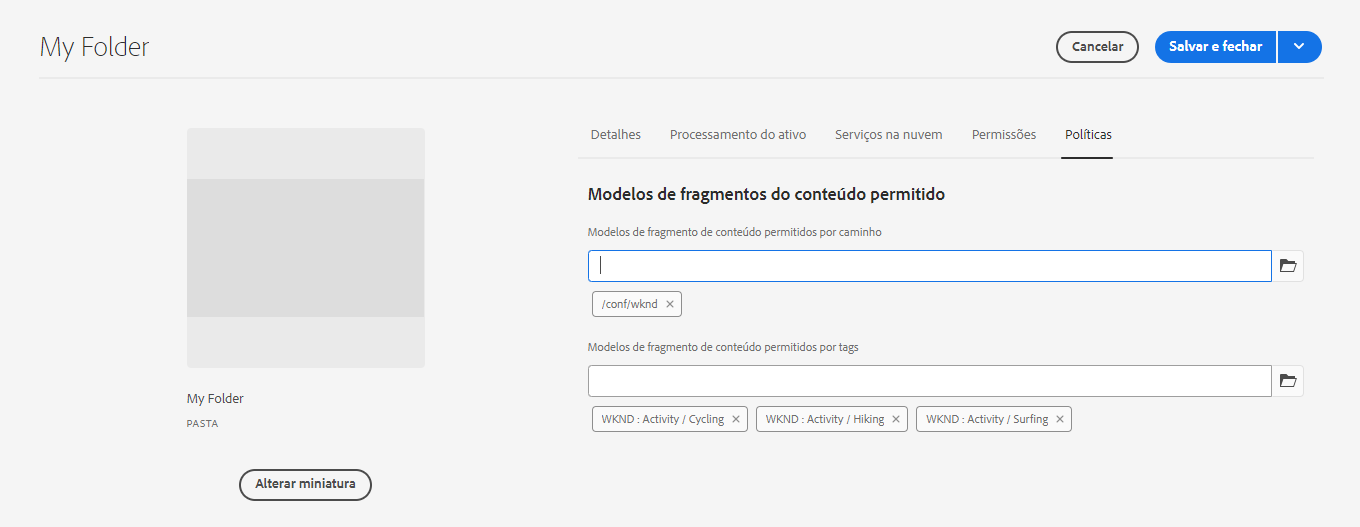 My Folder
Cancelar
Salvar e fechar
Detalhes
Processamento do ativo
Serviços na nuvem
Permissões
Políticas
Modelos de fragmentos do conteúdo permitido
Modelos de fragmento de conteúdo permitidos por caminho
/conf/wknd
Modelos de fragmento de conteúdo permitidos por tags
WKND : Activity / Cycling
WKND : Activity / Hiking
WKND : Activity / Surfing
My Folder
PASTA
Alterar miniatura